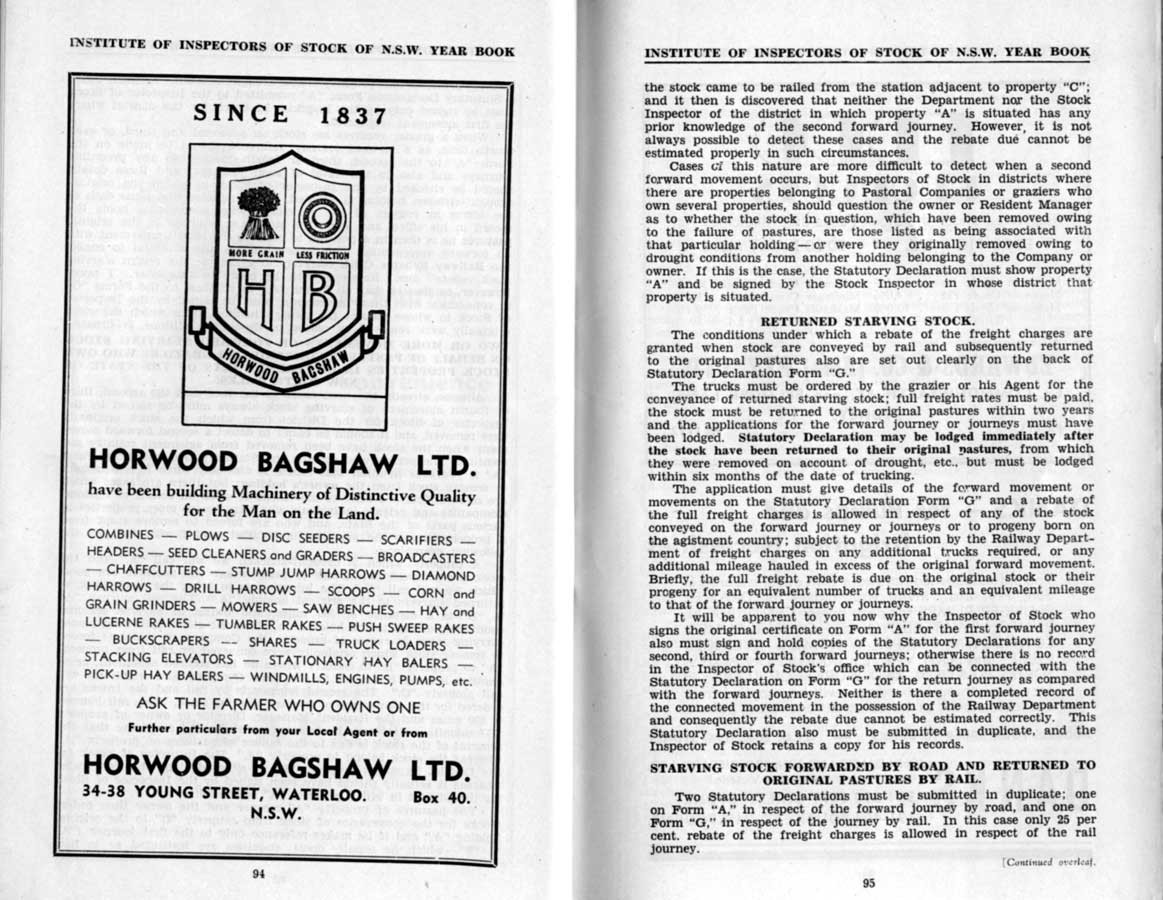 INSTITUTE OF INSPECTORS OF STOCK OF N.S.W. YEAR BOOK
SINCE 1837
MORE GRAIN LESS FRICTION
H B
HORWOOD BAGSHAW
HORWOOD BAGSHAW LTD.
have been building Machinery of Distinctive Quality
for the Man on the Land.
COMBINES — PLOWS — DISC SEEDERS — SCARIFIERS —
HEADERS — SEED CLEANERS and GRADERS — BROADCASTERS
— CHAFFCUTTERS — STUMP JUMP HARROWS — DIAMOND
HARROWS — DRILL HARROWS — SCOOPS — CORN and
GRAIN GRINDERS — MOWERS — SAW BENCHES — HAY and
LUCERNE RAKES — TUMBLER RAKES — PUSH SWEEP RAKES
— BUCKSCRAPERS — SHARES — TRUCK LOADERS —
STACKING ELEVATORS — STATIONARY HAY BALERS —
PICK-UP HAY BALERS — WINDMILLS, ENGINES, PUMPS, etc.
ASK THE FARMER WHO OWNS ONE
Further particulars from your Local Agent or from
HORWOOD BAGSHAW LTD.
34-38 YOUNG STREET, WATERLOO. Box 40.
N.S.W.
94
INSTITUTE OF INSPECTORS OF STOCK OF N.S.W. YEAR BOOK
the stock came to be railed from the station adjacent to property "C";
and it then is discovered that neither the Department nor the Stock
Inspector of the district in which property "A" is situated has any
prior knowledge of the second forward journey. However, it is not
always possible to detect these cases and the rebate due cannot be
estimated properly in such circumstances.
Cases of this nature are more difficult to detect when a second
forward movement occurs, but Inspectors of Stock in districts where
there are properties belonging to Pastoral Companies or graziers who
own several properties, should question the owner or Resident Manager
as to whether the stock in question, which have been removed owing
to the failure of pastures, are those listed as being associated with
that particular holding — or were they originally removed owing to
drought conditions from another holding belonging to the Company or
owner. If this is the case, the Statutory Declaration must show property
"A" and be signed by the Stock Inspector in whose district that
property is situated.
RETURNED STARVING STOCK.
The conditions under which a rebate of the freight charges are
granted when stock are conveyed by rail and subsequently returned
to the original pastures also are set out clearly on the back of
Statutory Declaration Form "G."
The trucks must be ordered by the grazier or his Agent for the
conveyance of returned starving stock; full freight rates must be paid,
the stock must be returned to the original pastures within two years
and the applications for the forward journey or journeys must have
been lodged. Statutory Declaration may be lodged immediately after
the stock have been returned to their original pastures, from which
they were removed on account of drought, etc., but must be lodged
within six months of the date of trucking.
The application must give details of the forward movement or
movements on the Statutory Declaration Form "G" and a rebate of
the full freight charges is allowed in respect of any of the stock
conveyed on the forward journey or journeys or to progeny born on
the agistment country; subject to the retention by the Railway Depart-
ment of freight charges on any additional trucks required, or any
additional mileage hauled in excess of the original forward movement.
Briefly, the full freight rebate is due on the original stock or their
progeny for an equivalent number of trucks and an equivalent mileage
to that of the forward journey or journeys.
It will be apparent to you now why the Inspector of Stock who
signs the original certificate on Form "A" for the first forward journey
also must sign and hold copies of the Statutory Declarations for any
second, third or fourth forward journeys; otherwise there is no record
in the Inspector of Stock's office which can be connected with the
Statutory Declaration on Form "G" for the return journey as compared
with the forward journeys. Neither is there a completed record of
the connected movement in the possession of the Railway Department
and consequently the rebate due cannot be estimated correctly. This
Statutory Declaration also must be submitted in duplicate, and the
Inspector of Stock retains a copy for his records.
STARVING STOCK FORWARDED BY ROAD AND RETURNED TO
ORIGINAL PASTURES BY RAIL.
Two Statutory Declarations must be submitted in duplicate; one
on Form "A," in respect of the forward journey by road, and one on
Form "G," in respect of the journey by rail. In this case only 25 per
cent. rebate of the freight charges is allowed in respect of the rail
journey.
[Continued overleaf.
95